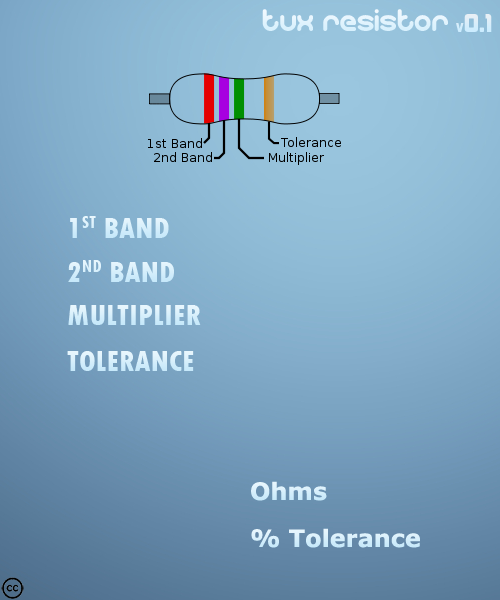 tux resistor v0.1
1st Band
Tolerance
2nd Band
Multiplier
1ST BAND
2ND BAND
MULTIPLIER
TOLERANCE
Ohms
% Tolerance
cc